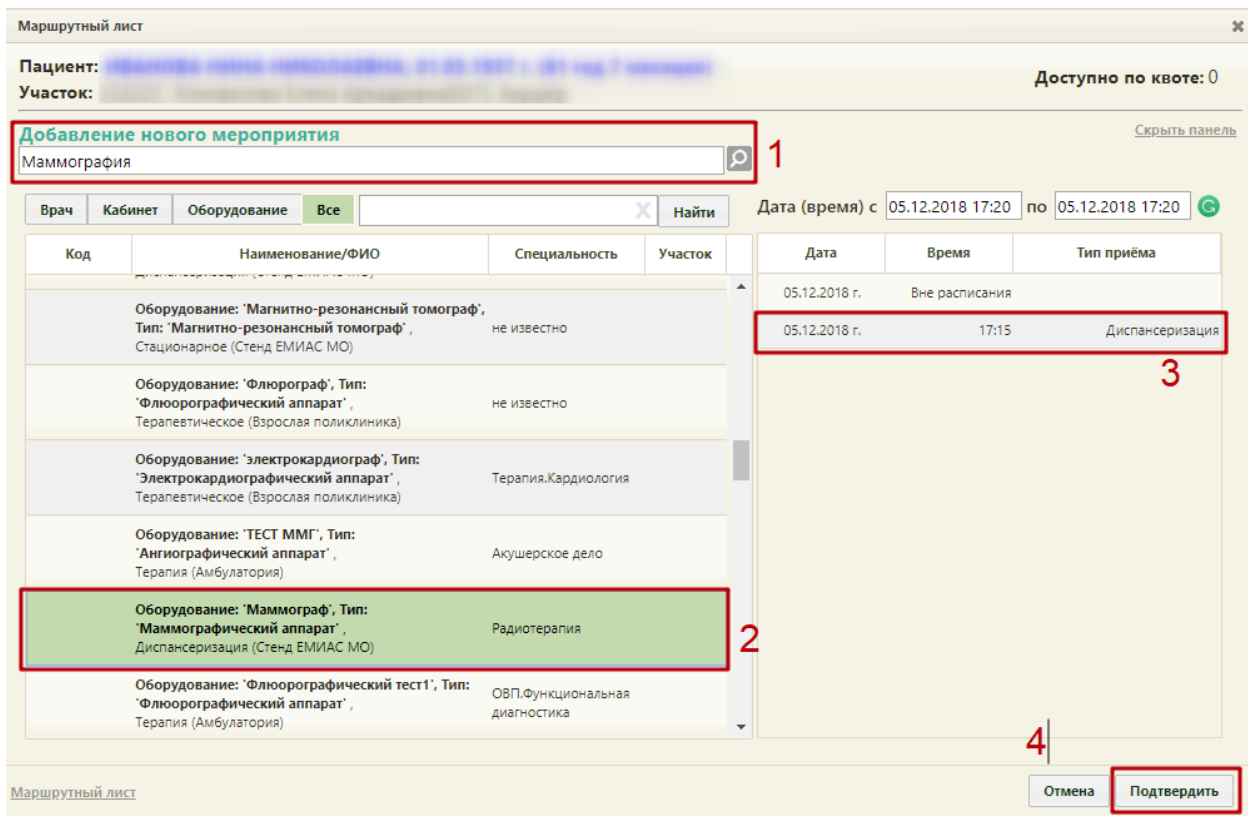 Маршрутный лист
Пациент:
Участок:
Доступно по квоте: 0
Добавление нового мероприятия
Скрыть панель
Маммография
1
Врач Кабинет Оборудование Все Найти
Дата (время) с 05.12.2018 17:20 по 05.12.2018 17:20
Код Наименование/ФИО Специальность Участок
Дата Время Тип приёма
Оборудование: 'Магнитно-резонансный томограф',
Тип: 'Магнитно-резонансный томограф' ,
Стационарное (Стенд ЕМИАС МО)
не известно
Оборудование: 'Флюрограф', Тип:
'Флюорографический аппарат' ,
Терапевтическое (Взрослая поликлиника)
не известно
Оборудование: 'электрокардиограф', Тип:
'Электрокардиографический аппарат' ,
Терапевтическое (Взрослая поликлиника)
Терапия.Кардиология
Оборудование: 'ТЕСТ ММГ', Тип:
'Ангиографический аппарат' ,
Терапия (Амбулатория)
Акушерское дело
Оборудование: 'Маммограф', Тип:
'Маммографический аппарат' ,
Диспансеризация (Стенд ЕМИАС МО)
Радиотерапия
2
Оборудование: 'Флюорографический тест1', Тип:
'Флюорографический аппарат' ,
Терапия (Амбулатория)
ОВП.Функциональная
диагностика
05.12.2018 г. Вне расписания
05.12.2018 г. 17:15 Диспансеризация
3
4
Маршрутный лист
Отмена Подтвердить